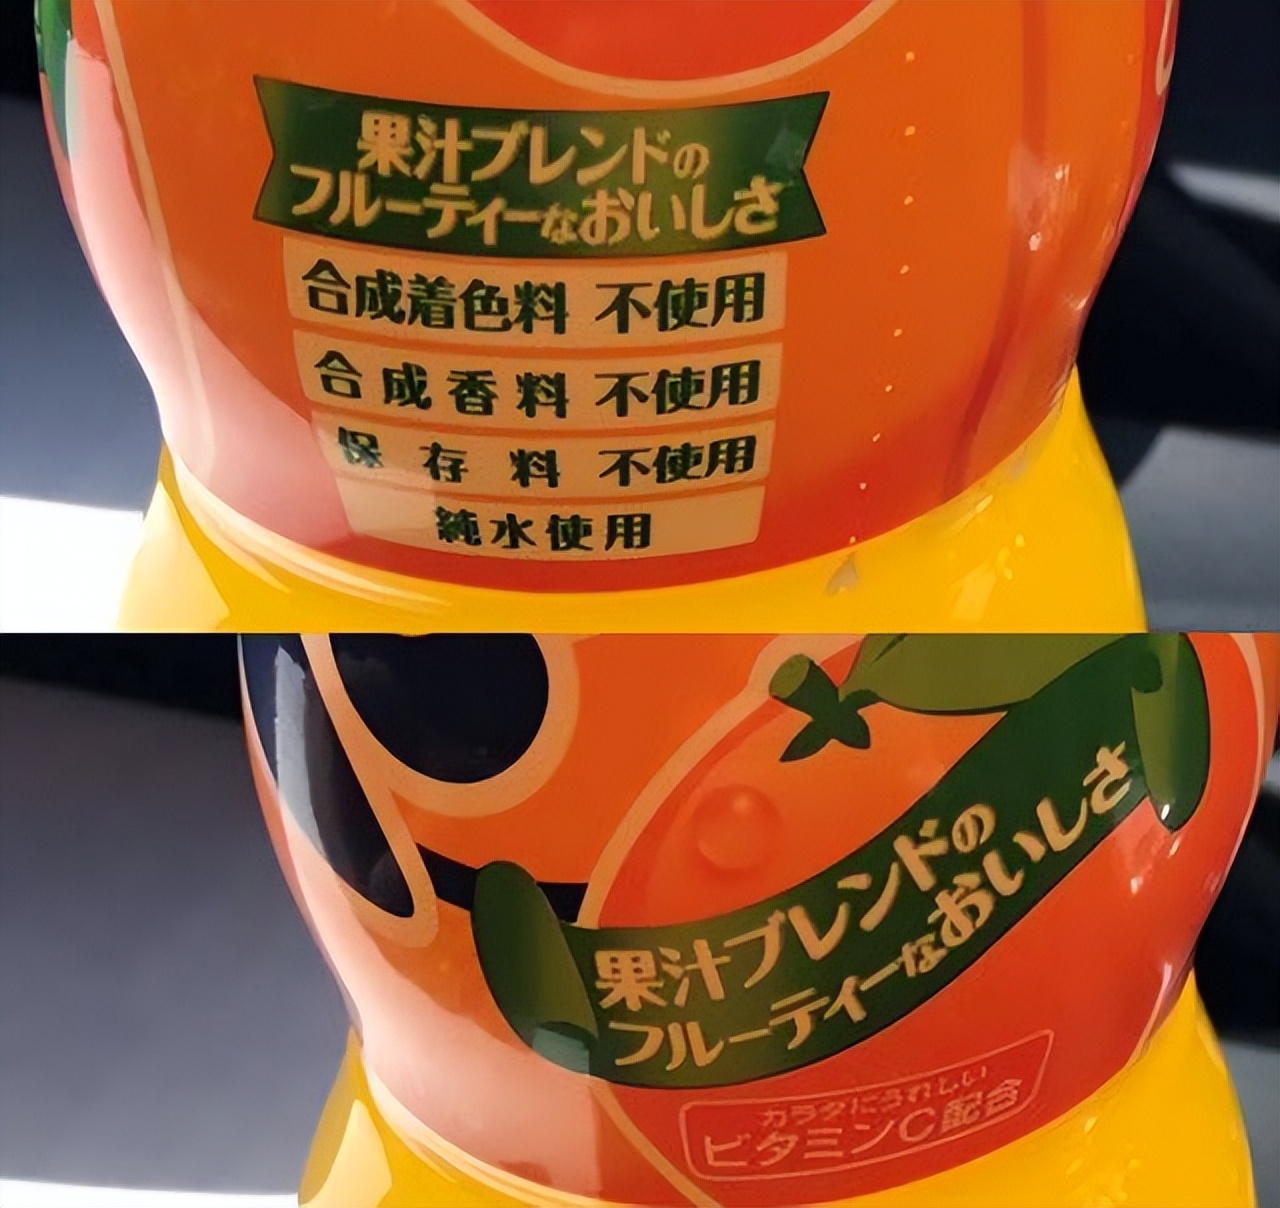 果汁ブレンドの
フルーティーなおいしさ
合成着色料 不使用
合成香料 不使用
保存料 不使用
純水使用
果汁ブレンドの
フルーティーなおいしさ
カラダにうれしい
ビタミンC配合